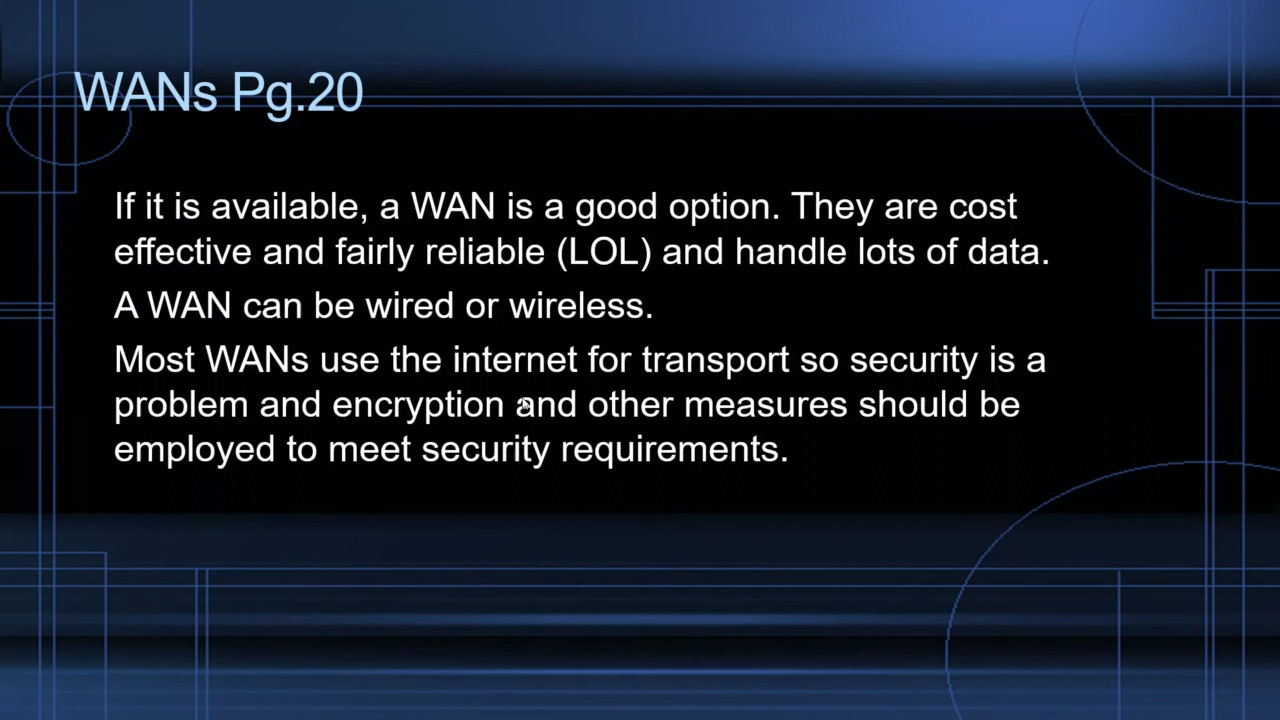 WANs Pg.20
If it is available, a WAN is a good option. They are cost
effective and fairly reliable (LOL) and handle lots of data.
A WAN can be wired or wireless.
Most WANs use the internet for transport so security is a
problem and encryption and other measures should be
employed to meet security requirements.